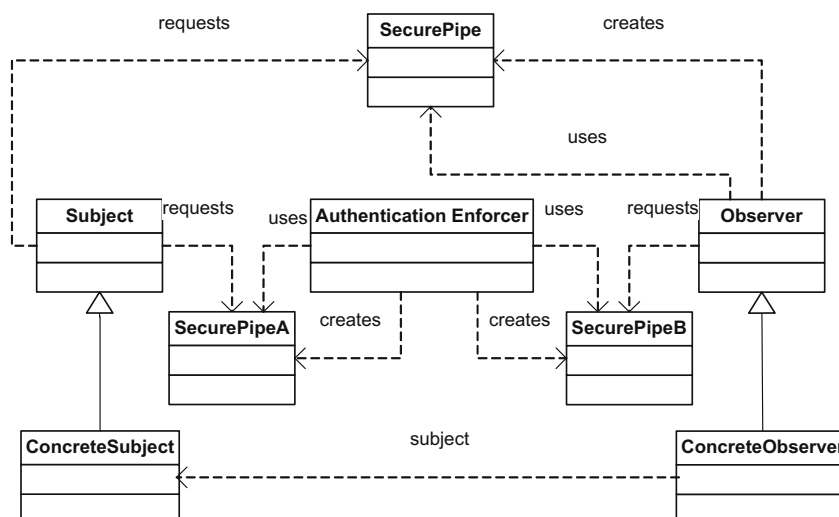 requests
SecurePipe
creates
uses
Subject
requests
uses
Authentication Enforcer
uses
requests
Observer
SecurePipeA
creates
creates
SecurePipeB
ConcreteSubject
subject
ConcreteObserver